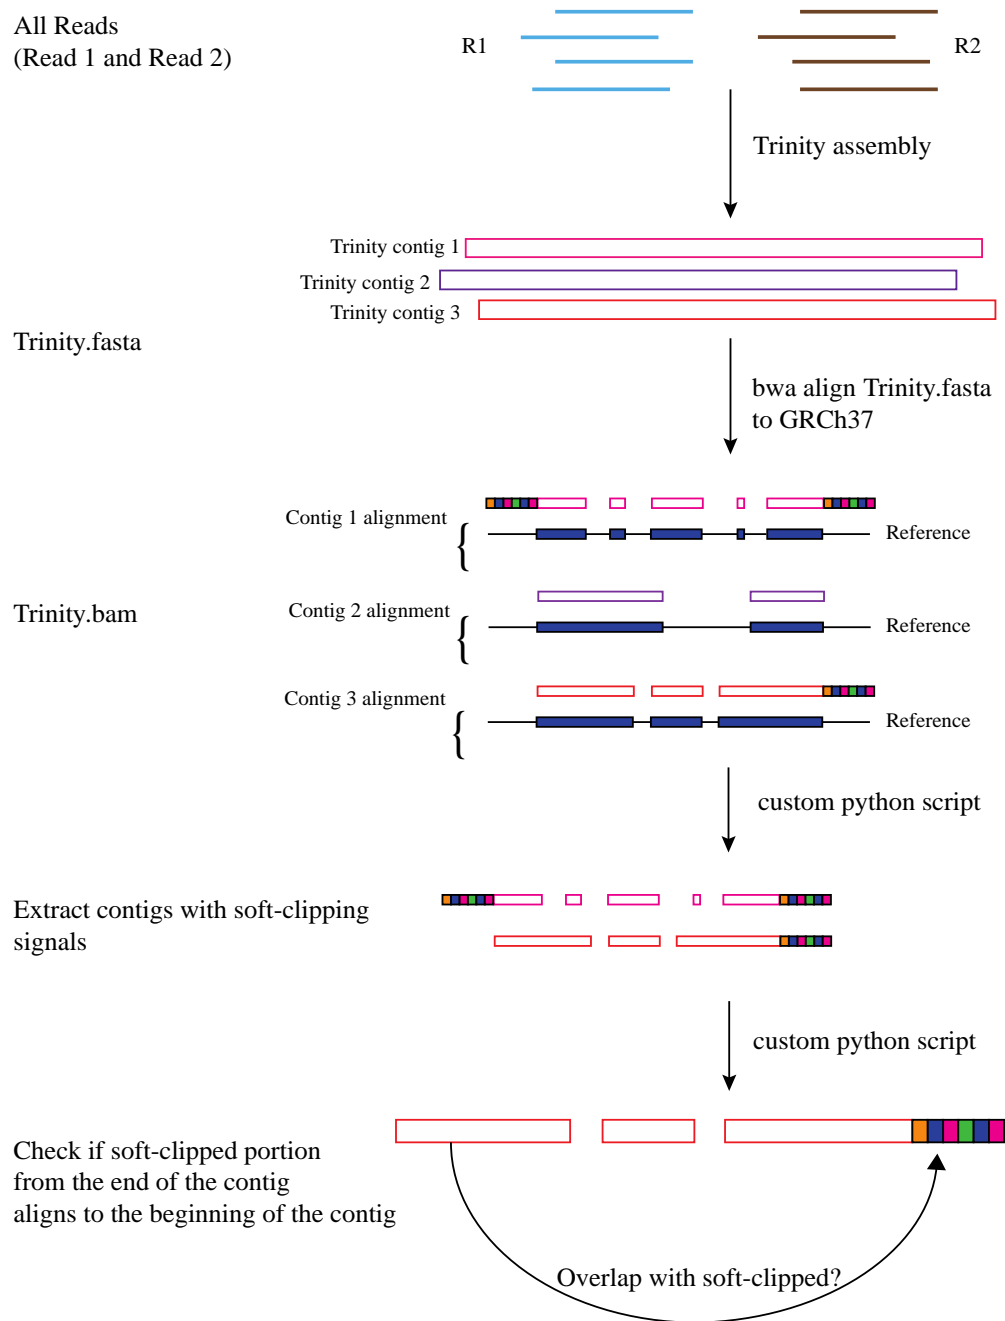 All Reads
(Read 1 and Read 2)
R1
R2
Trinity assembly
Trinity contig 1
Trinity contig 2
Trinity contig 3
Trinity.fasta
bwa align Trinity.fasta
to GRCh37
Contig 1 alignment
{
Reference
Trinity.bam
Contig 2 alignment
{
Reference
Contig 3 alignment
{
Reference
custom python script
Extract contigs with soft-clipping
signals
custom python script
Check if soft-clipped portion
from the end of the contig
aligns to the beginning of the contig
Overlap with soft-clipped?